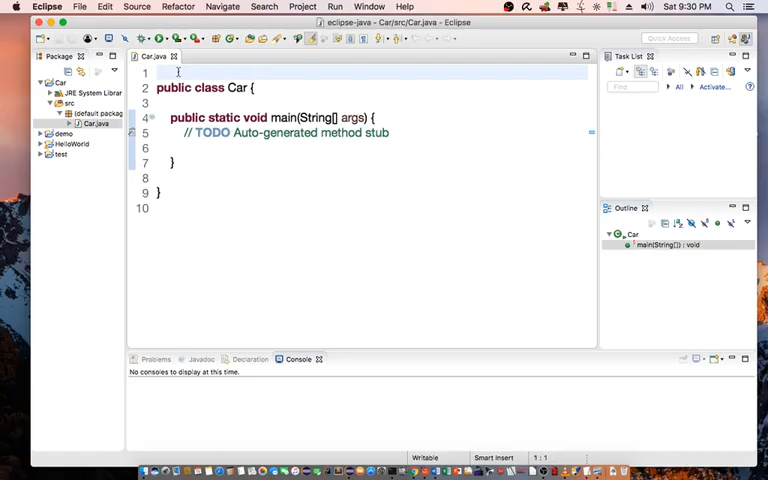 Eclipse File Edit Source Refactor Navigate Search Project Run Window Help Sat 9:30 PM
eclipse-java - Car/src/Car.java - Eclipse
Quick Access
Package
Car
JRE System Librar
src
(default packag
Car.java
demo
HelloWorld
test
Car.java
1
2 public class Car {
3
4 public static void main(String[] args) {
5 // TODO Auto-generated method stub
6
7 }
8
9 }
10
Task List
Find All Activate...
Outline
Car
main(String[]) : void
Problems Javadoc Declaration Console
No consoles to display at this time.
Writable Smart Insert 1 : 1